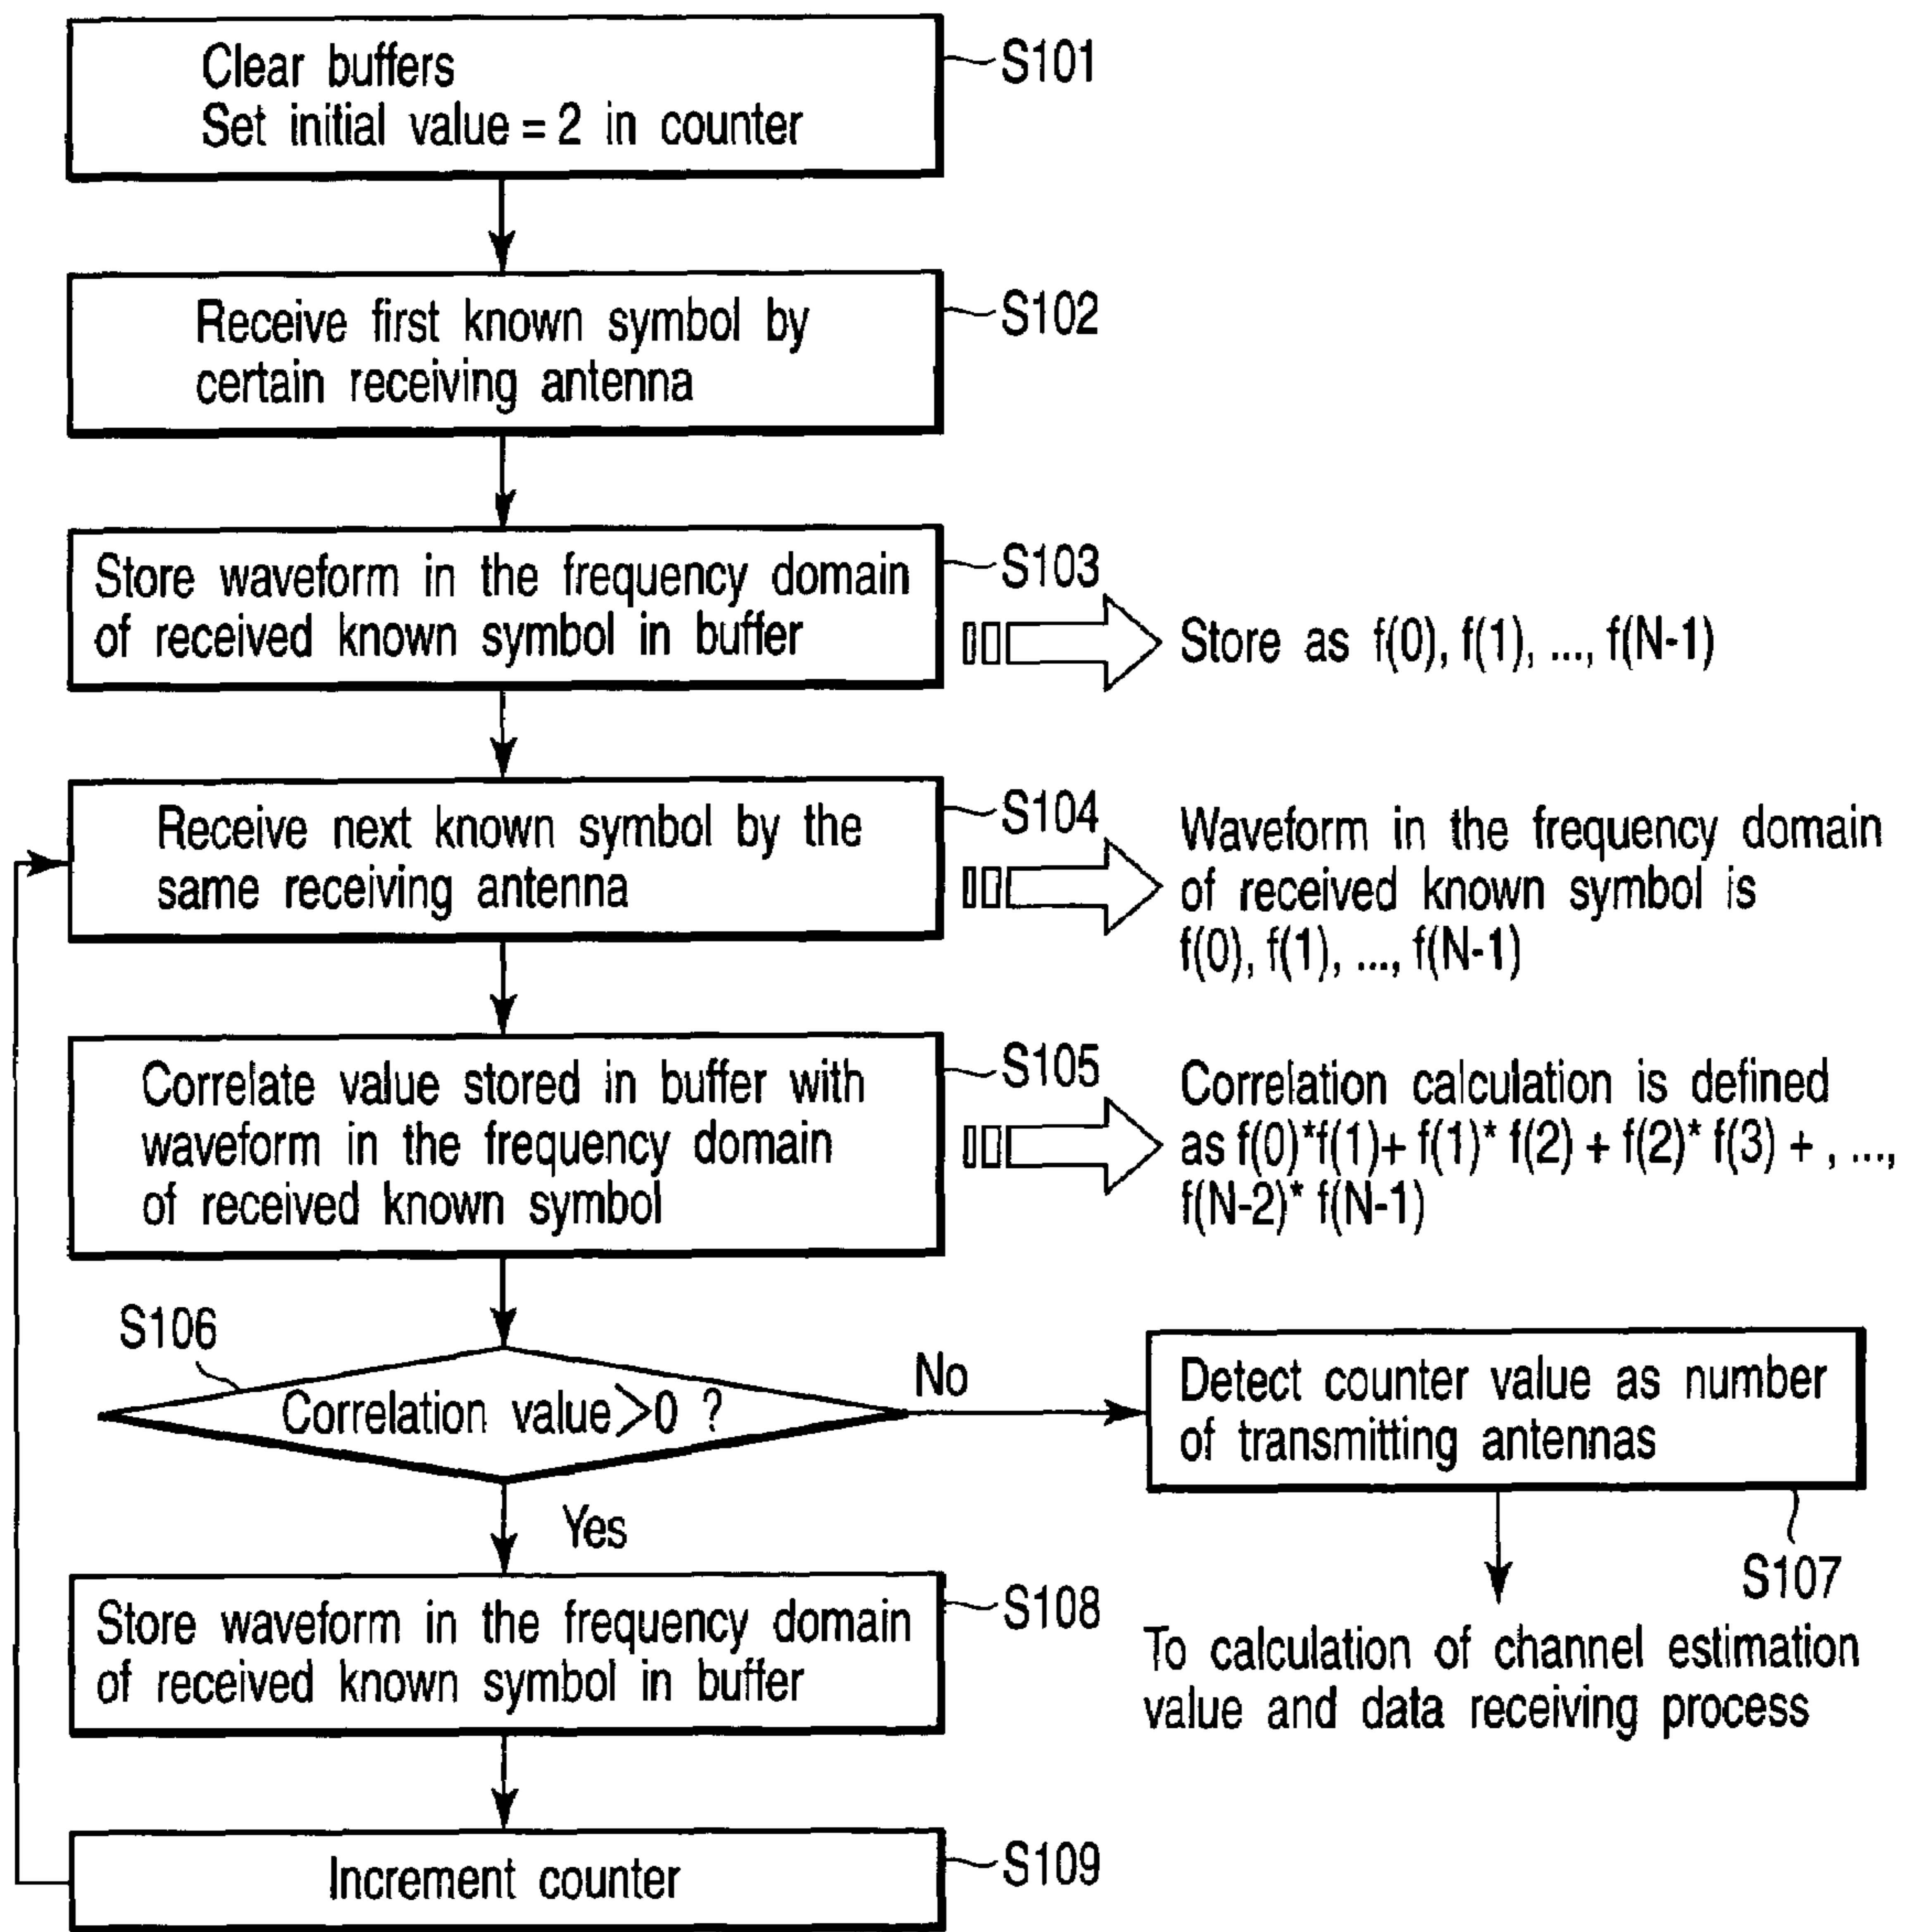 Clear buffers
Set initial value = 2 in counter
S101
Receive first known symbol by
certain receiving antenna
S102
Store waveform in the frequency domain
of received known symbol in buffer
S103
Store as f(0), f(1), ..., f(N-1)
Receive next known symbol by the
same receiving antenna
S104
Waveform in the frequency domain
of received known symbol is
f(0), f(1), ..., f(N-1)
Correlate value stored in buffer with
waveform in the frequency domain
of received known symbol
S105
Correlation calculation is defined
as f(0)*f(1)+ f(1)* f(2) + f(2)* f(3) + , ...,
f(N-2)* f(N-1)
S106
Correlation value>0 ?
No
Detect counter value as number
of transmitting antennas
S107
To calculation of channel estimation
value and data receiving process
Yes
Store waveform in the frequency domain
of received known symbol in buffer
S108
Increment counter
S109